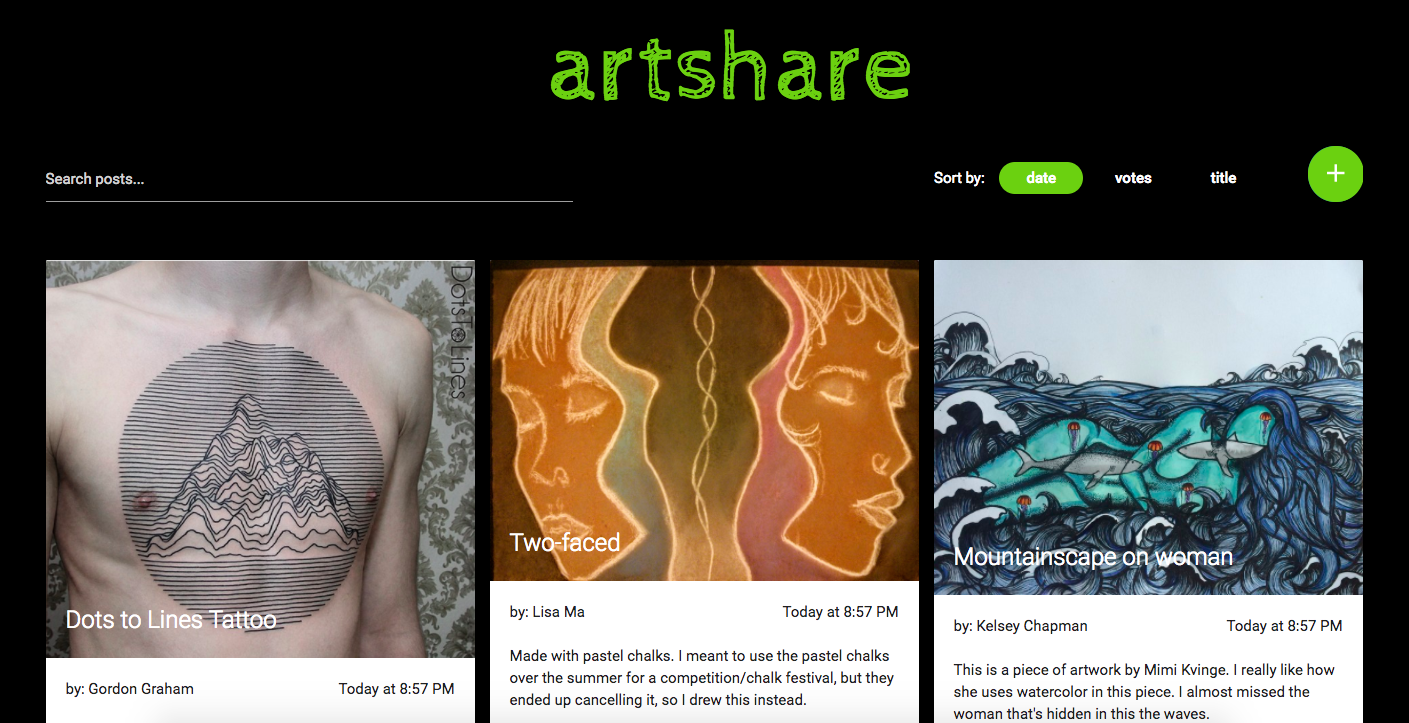 artshare
Search posts...
Sort by: date votes title +
DotsToLines
Dots to Lines Tattoo
by: Gordon Graham Today at 8:57 PM
Two-faced
by: Lisa Ma Today at 8:57 PM
Made with pastel chalks. I meant to use the pastel chalks
over the summer for a competition/chalk festival, but they
ended up cancelling it, so I drew this instead.
Mountainscape on woman
by: Kelsey Chapman Today at 8:57 PM
This is a piece of artwork by Mimi Kvinge. I really like how
she uses watercolor in this piece. I almost missed the
woman that's hidden in this the waves.